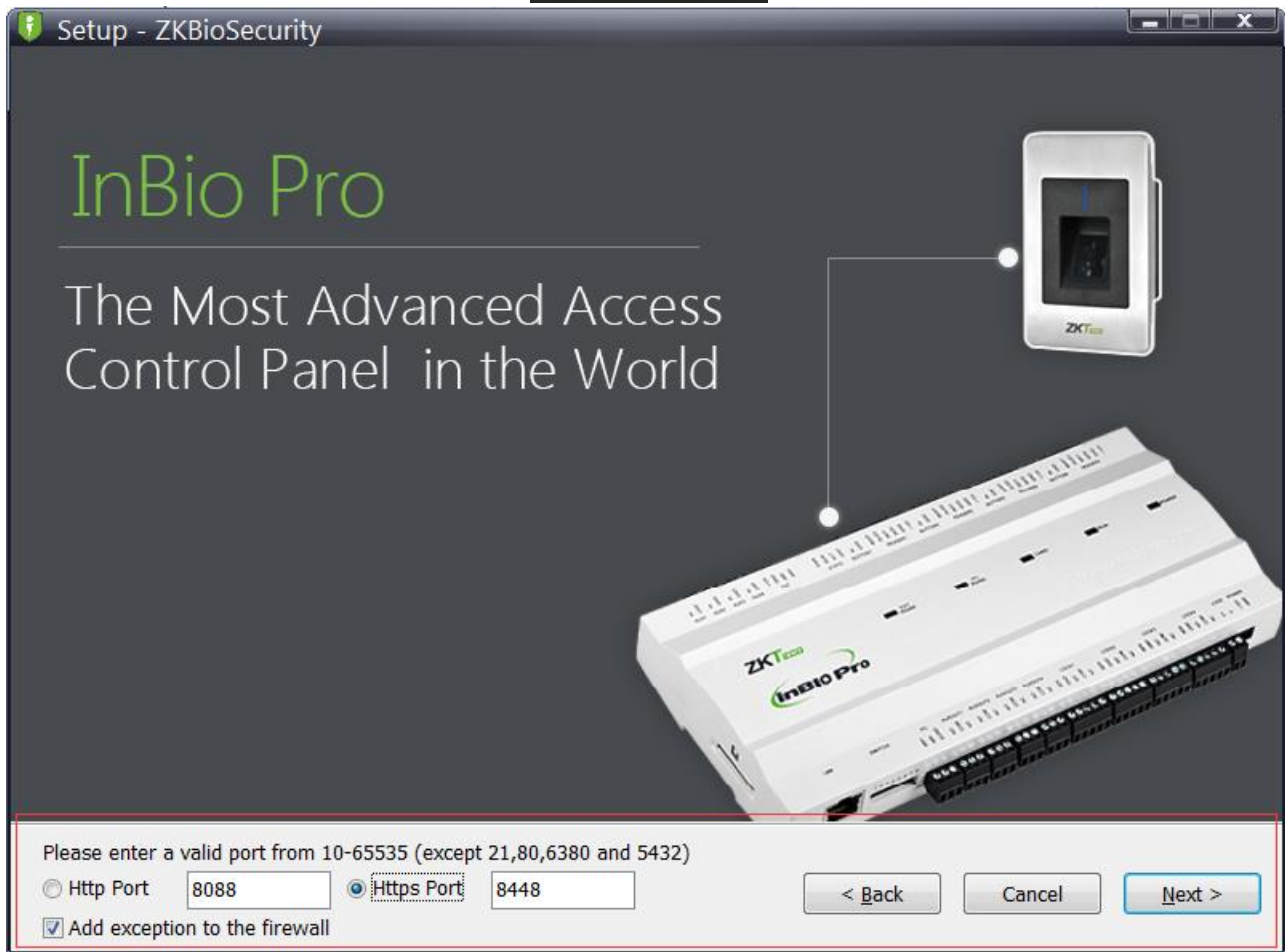 Setup - ZKBioSecurity
InBio Pro
The Most Advanced Access
Control Panel in the World
ZKTeco
ZKTeco
InBio Pro
Please enter a valid port from 10-65535 (except 21,80,6380 and 5432)
Http Port 8088 Https Port 8448 < Back Cancel Next >
Add exception to the firewall